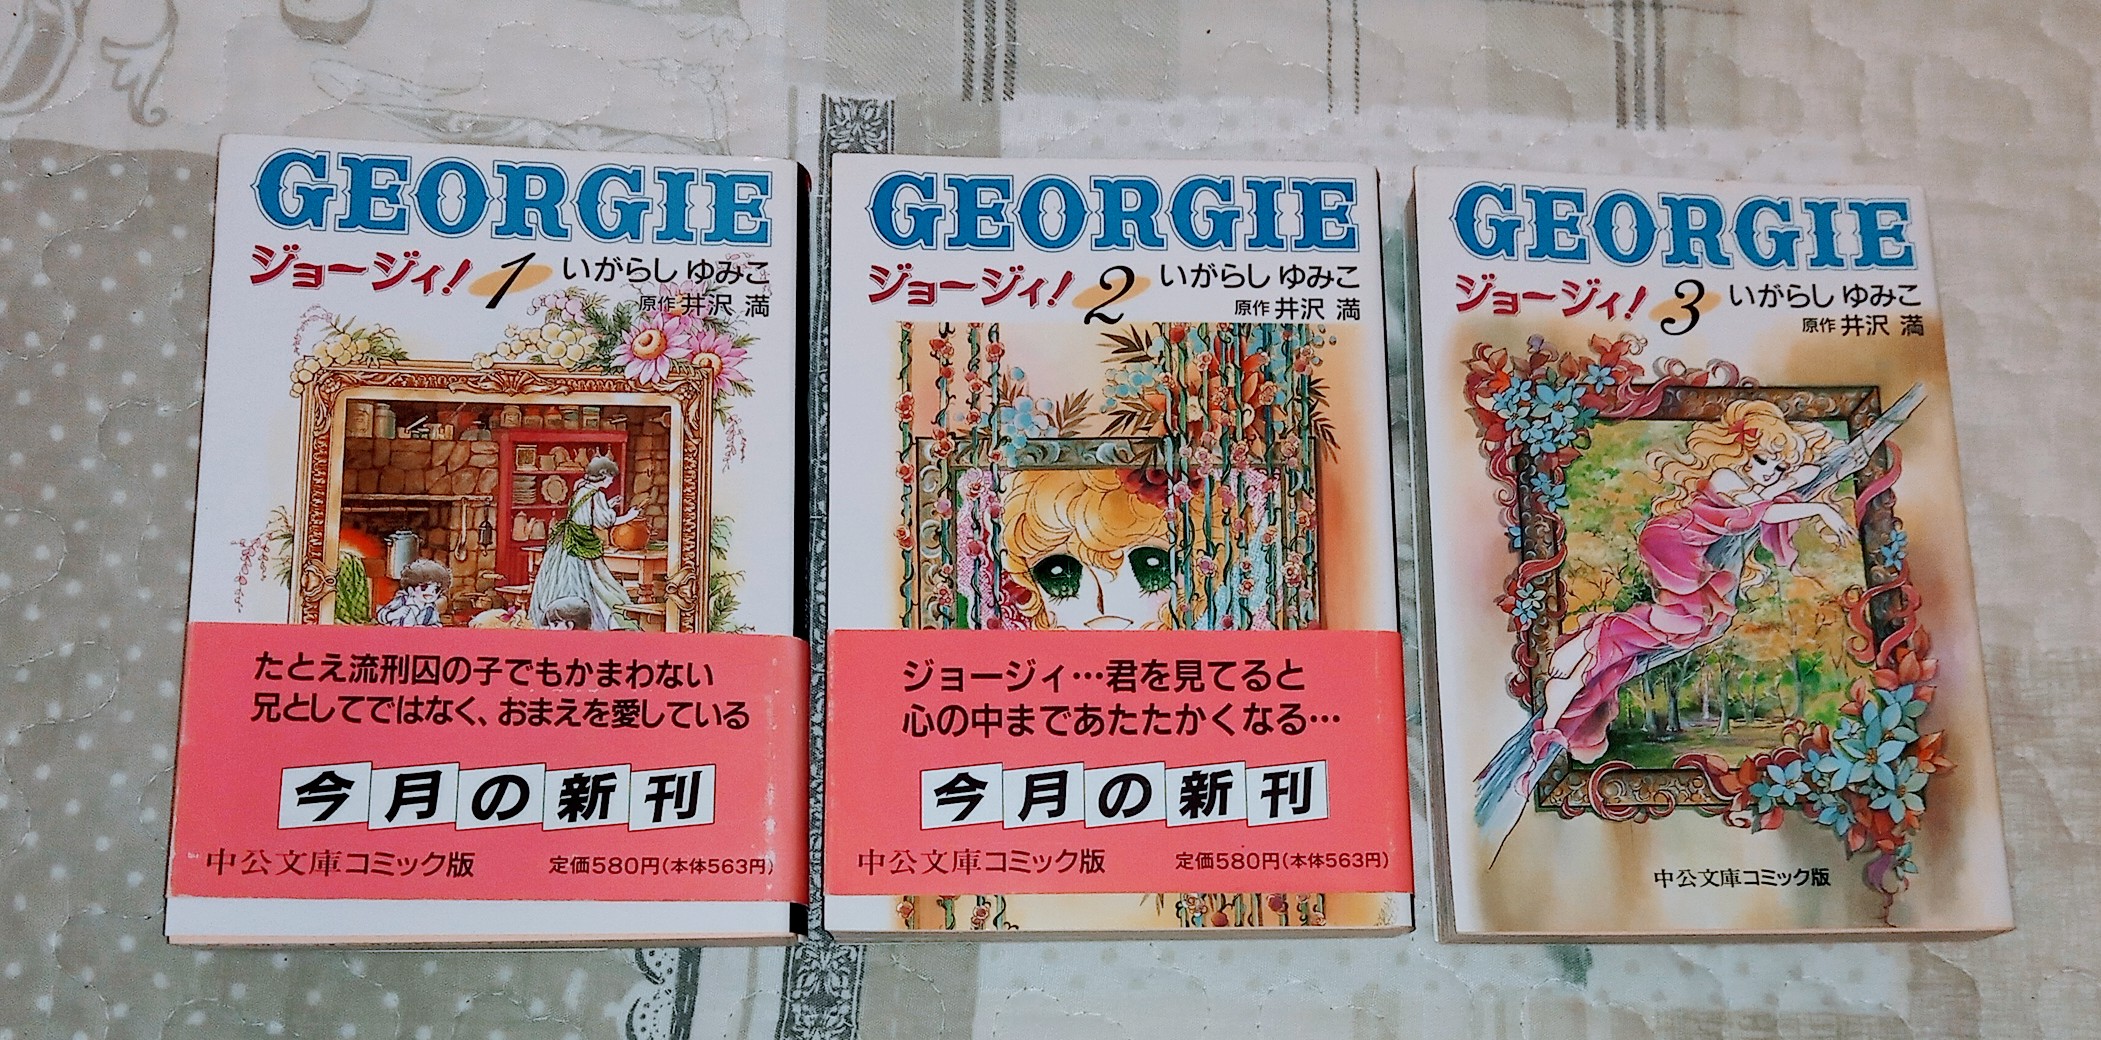 GEORGIE
ジョージィ! 1 いがらし ゆみこ
原作 井沢 満
たとえ流刑囚の子でもかまわない
兄としてではなく、おまえを愛している
今月の新刊
中公文庫コミック版 定価580円(本体563円)
GEORGIE
ジョージィ! 2 いがらし ゆみこ
原作 井沢 満
ジョージィ…君を見てると
心の中まであたたかくなる…
今月の新刊
中公文庫コミック版 定価580円(本体563円)
GEORGIE
ジョージィ! 3 いがらし ゆみこ
原作 井沢 満
中公文庫コミック版